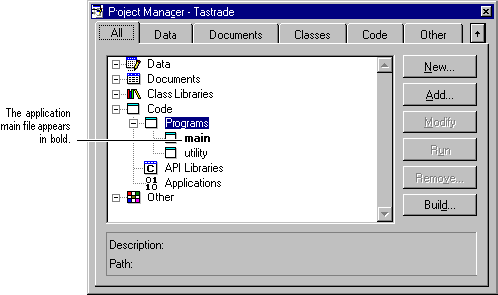 Project Manager - Tastrade
All
Data
Documents
Classes
Code
Other
Data
Documents
Class Libraries
Code
Programs
main
utility
API Libraries
Applications
Other
New...
Add...
Modify
Run
Remove...
Build...
The application
main file appears
in bold.
Description:
Path: